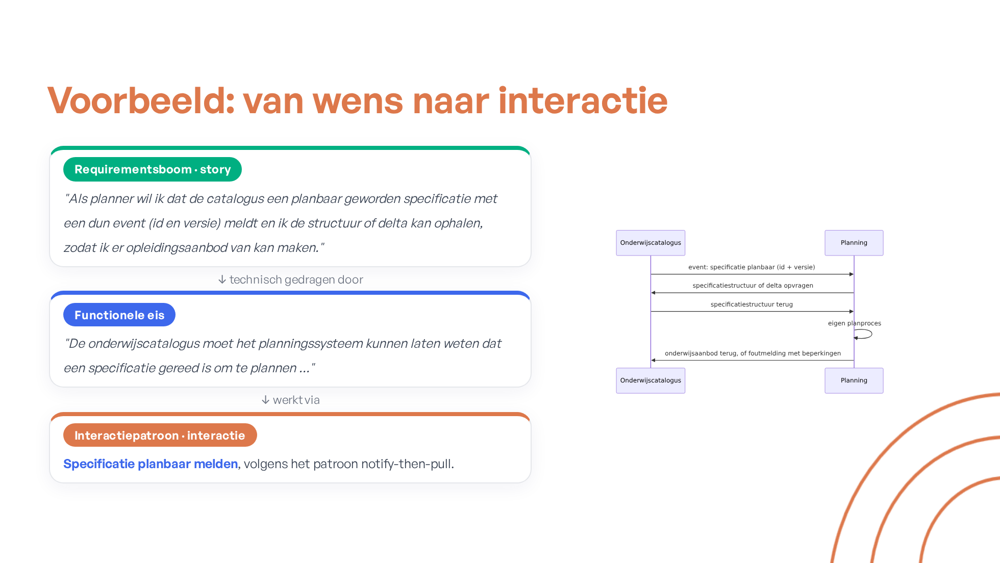 Voorbeeld: van wens naar interactie
Requirementsboom · story
"Als planner wil ik dat de catalogus een planbaar geworden specificatie met
een dun event (id en versie) meldt en ik de structuur of delta kan ophalen,
zodat ik er opleidingsaanbod van kan maken."
↓ technisch gedragen door
Functionele eis
"De onderwijscatalogus moet het planningssysteem kunnen laten weten dat
een specificatie gereed is om te plannen ..."
↓ werkt via
Interactiepatroon · interactie
Specificatie planbaar melden, volgens het patroon notify-then-pull.
Onderwijscatalogus
Planning
event: specificatie planbaar (id + versie)
specificatiestructuur of delta opvragen
specificatiestructuur terug
eigen planproces
onderwijsaanbod terug, of foutmelding met beperkingen
Onderwijscatalogus
Planning